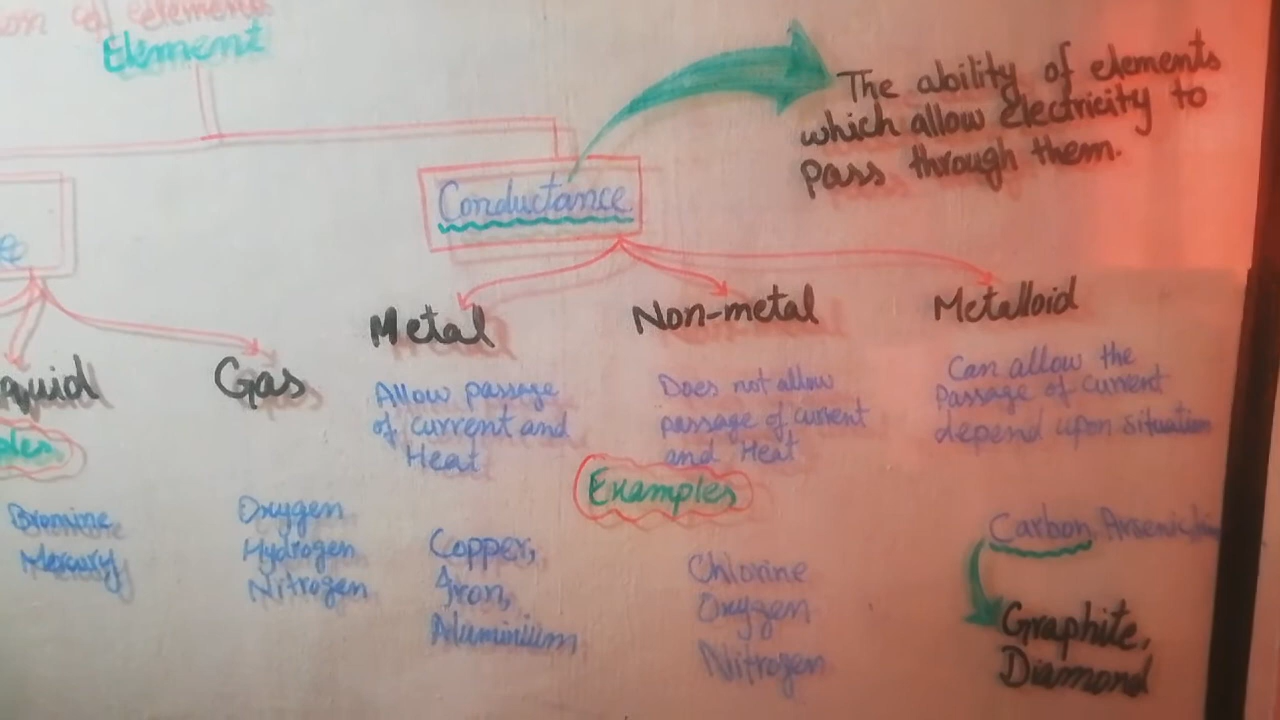 of elements
Element
The ability of elements
which allow Electricity to
pass through them.
Conductance
Metal
Non-metal
Metalloid
Gas
Allow passage
of current and
Heat
Does not allow
passage of current
and Heat
Can allow the
Passage of Current
depend upon situation
Examples
Bromine
Mercury
Oxygen
Hydrogen
Nitrogen
Copper,
Iron,
Aluminium
Chlorine
Oxygen
Nitrogen
Carbon,
Graphite,
Diamond